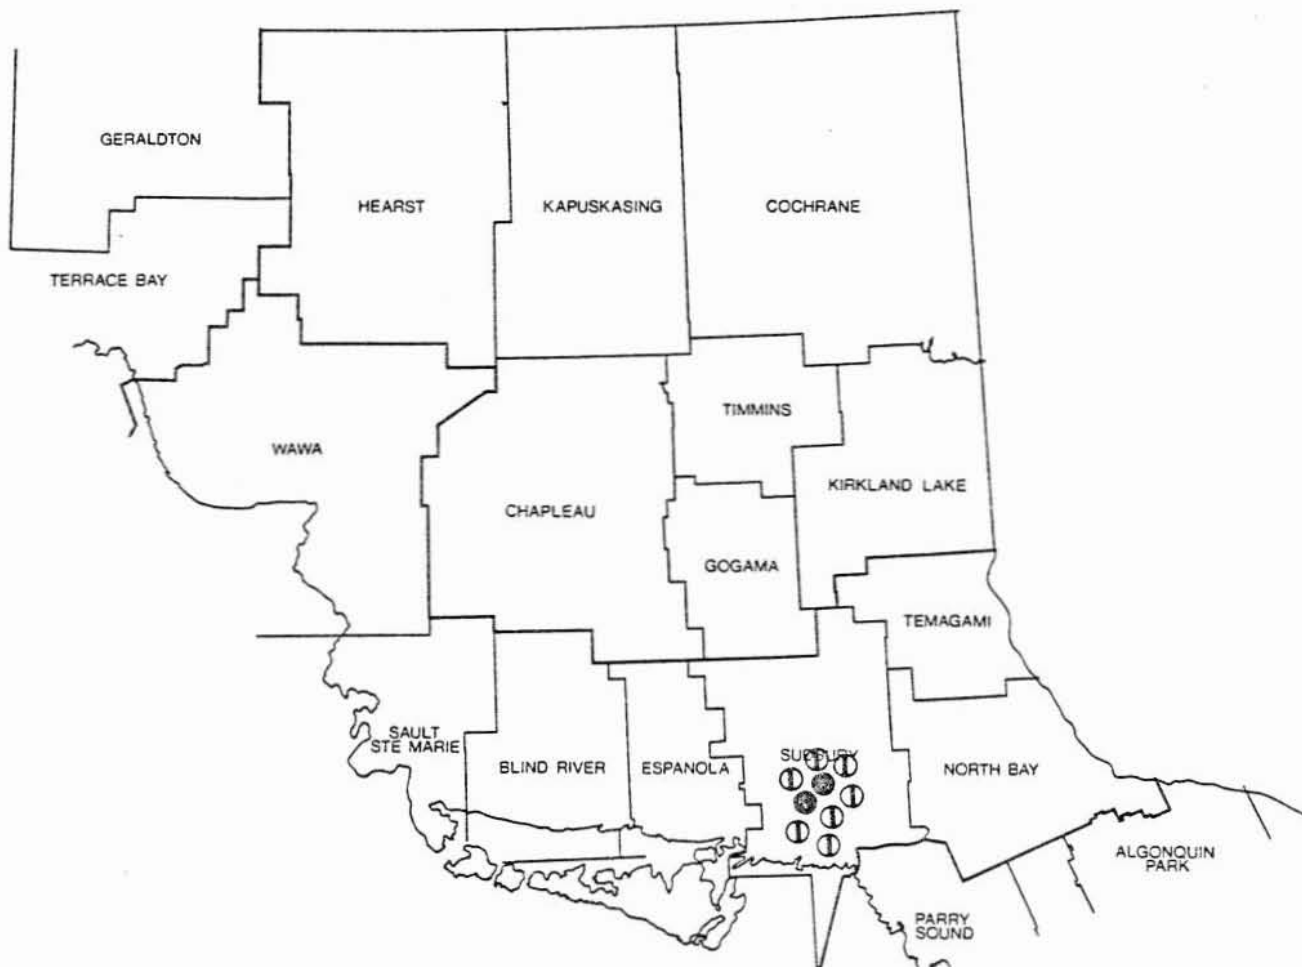 GERALDTON
HEARST
KAPUSKASING
COCHRANE
TERRACE BAY
TIMMINS
WAWA
KIRKLAND LAKE
CHAPLEAU
GOGAMA
TEMAGAMI
SAULT
STE MARIE
BLIND RIVER
ESPANOLA
SUDBURY
NORTH BAY
ALGONQUIN
PARK
PARRY
SOUND